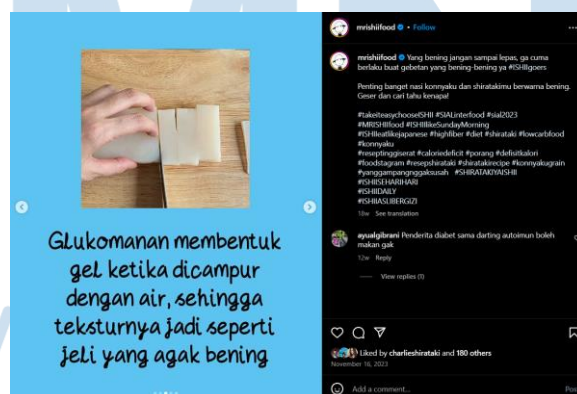 Glukomanan membentuk
gel ketika dicampur
dengan air, sehingga
teksturnya jadi seperti
jeli yang agak bening
mrishiifood • Follow
mrishiifood Yang bening jangan sampai lepas, ga cuma
berlaku buat gebetan yang bening-bening ya #ISHIIgoers
Penting banget nasi konnyaku dan shiratakimu berwarna bening.
Geser dan cari tahu kenapa!
#takeiteasychooseISHII #SIALinterfood #sial2023
#MRISHIIfood #ISHIIlikeSundayMorning
#ISHIIeatlikejapanese #highfiber #diet #shirataki #lowcarbfood
#konnyaku
#reseptinggiserat #caloriedeficit #porang #defisitkalori
#foodstagram #resepshirataki #shiratakirecipe #konnyakugrain
#yanggampangnggaksusah #SHIRATAKIYAISHII
#ISHIISEHARIHARI
#ISHIIDAILY
#ISHIIASLIBERGIZI
18w See translation
ayualgibrani Penderita diabet sama darting autoimun boleh
makan gak
12w Reply
View replies (1)
Liked by charlieshirataki and 180 others
November 16, 2023
Add a comment...